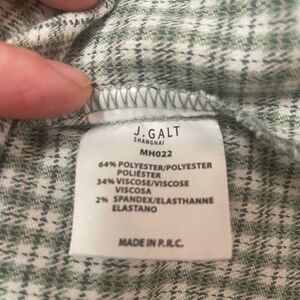 J. GALT
SHANGHAI
MH022
64% POLYESTER/POLYESTER
POLIÉSTER
34% VISCOSE/VISCOSE
VISCOSA
2% SPANDEX/ELASTHANNE
ELASTANO
MADE IN P.R.C.